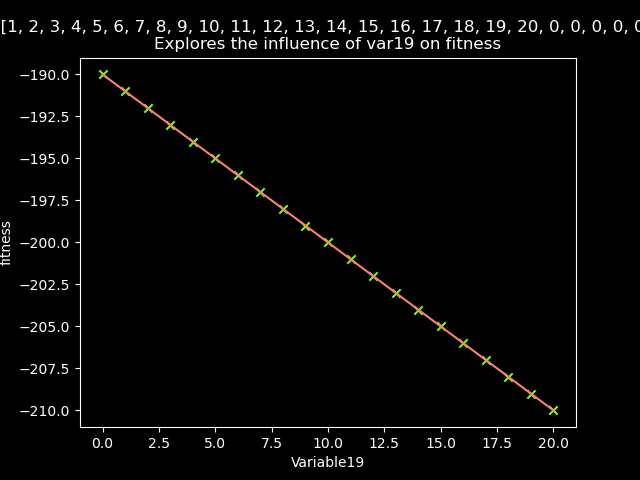 [1, 2, 3, 4, 5, 6, 7, 8, 9, 10, 11, 12, 13, 14, 15, 16, 17, 18, 19, 20, 0, 0, 0, 0, 0
Explores the influence of var19 on fitness
−190.0
−192.5
−195.0
−197.5
−200.0
−202.5
−205.0
−207.5
−210.0
fitness
0.0 2.5 5.0 7.5 10.0 12.5 15.0 17.5 20.0
Variable19